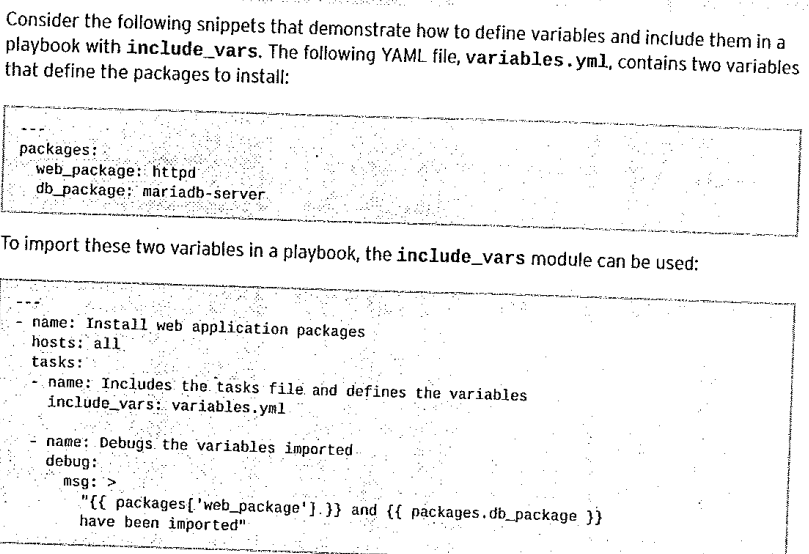 Consider the following snippets that demonstrate how to define variables and include them in a
playbook with include_vars. The following YAML file, variables.yml, contains two variables
that define the packages to install:
---
packages:
  web_package: httpd
  db_package: mariadb-server
To import these two variables in a playbook, the include_vars module can be used:
---
- name: Install web application packages
  hosts: all
  tasks:
  - name: Includes the tasks file and defines the variables
    include_vars: variables.yml
  - name: Debugs the variables imported
    debug:
      msg: >
        "{{ packages['web_package'] }} and {{ packages.db_package }}
        have been imported"